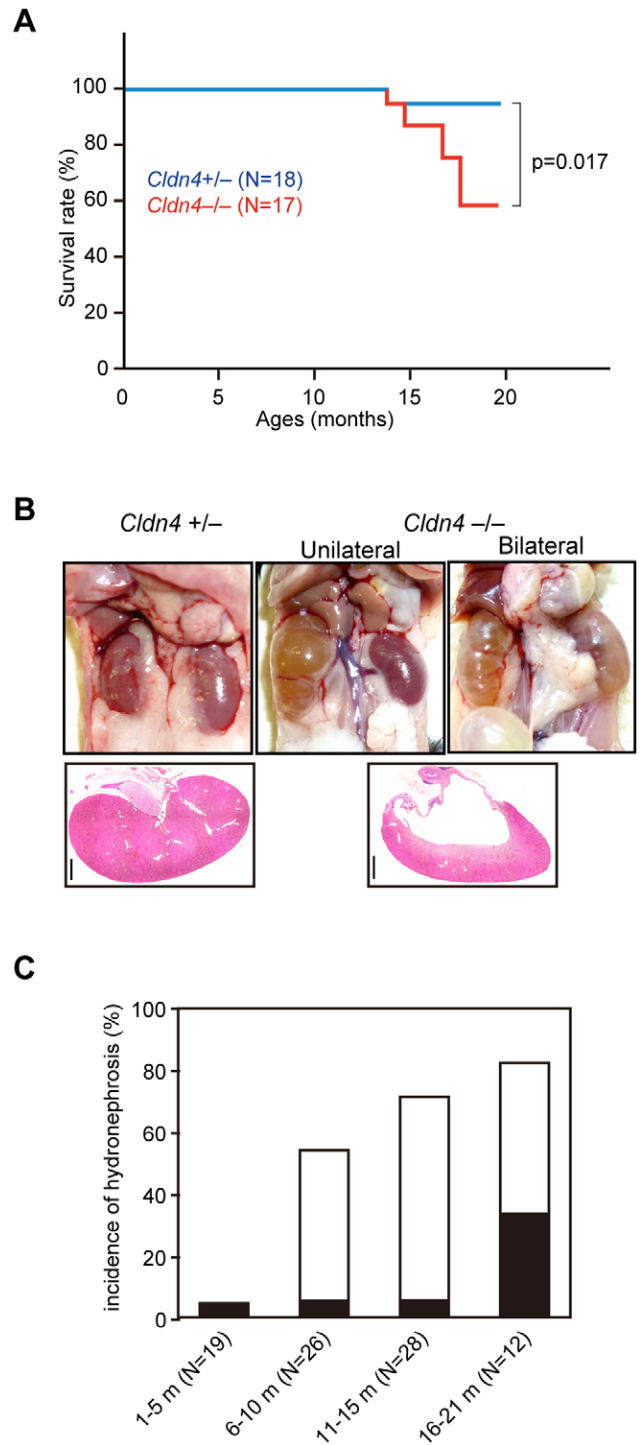 A
100
80
60
40
20
0
Survival rate (%)
Cldn4+/– (N=18)
Cldn4–/– (N=17)
p=0.017
0 5 10 15 20
Ages (months)
B
Cldn4 +/– Cldn4 –/–
Unilateral Bilateral
C
100
80
60
40
20
0
incidence of hydronephrosis (%)
1-5 m (N=19)
6-10 m (N=26)
11-15 m (N=28)
16-21 m (N=12)